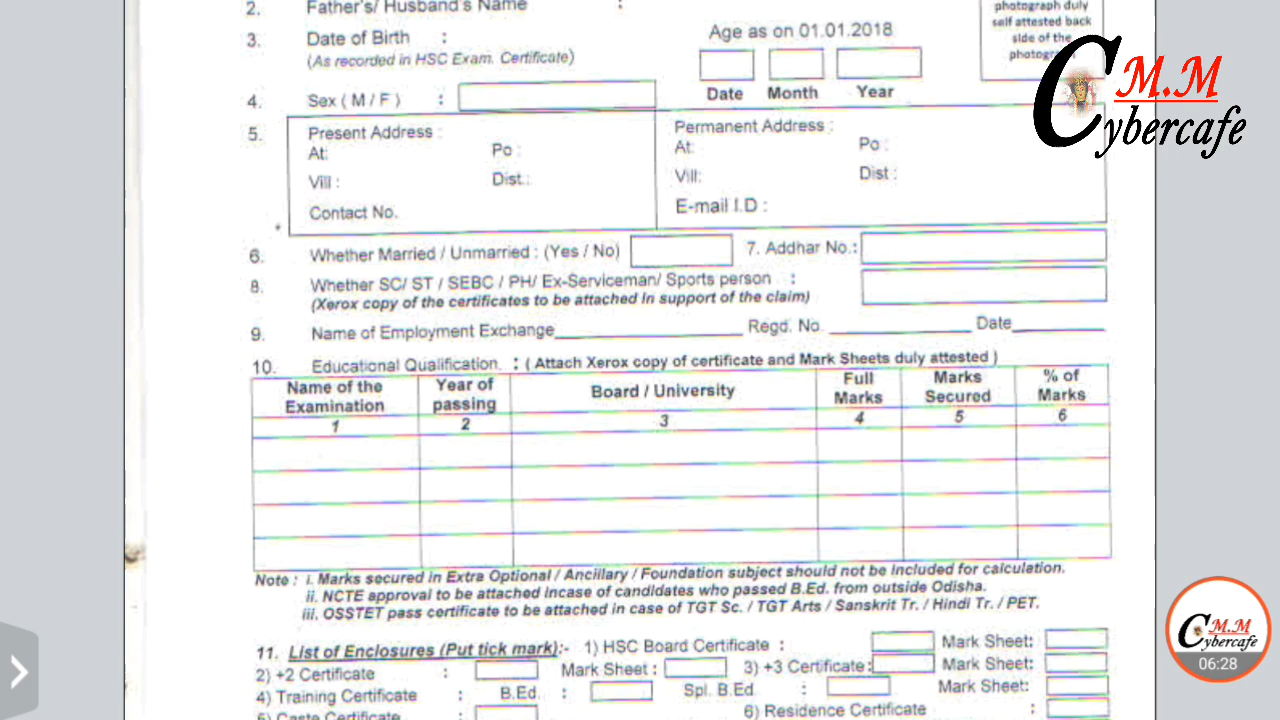 2. Father's/ Husband's Name :
photograph duly
self attested back
side of the
3. Date of Birth :
(As recorded in HSC Exam. Certificate)
Age as on 01.01.2018
Date Month Year
4. Sex ( M / F ) :
5. Present Address :
At: Po :
Vill : Dist.:
Contact No.
Permanent Address :
At: Po :
Vill: Dist :
E-mail I.D :
6. Whether Married / Unmarried : (Yes / No) 7. Addhar No.:
8. Whether SC/ ST / SEBC / PH/ Ex-Serviceman/ Sports person :
(Xerox copy of the certificates to be attached in support of the claim)
9. Name of Employment Exchange____ Regd. No. ____ Date____
10. Educational Qualification. : ( Attach Xerox copy of certificate and Mark Sheets duly attested )
Name of the Examination Year of passing Board / University Full Marks Marks Secured % of Marks
1 2 3 4 5 6
Note : i. Marks secured in Extra Optional / Ancillary / Foundation subject should not be included for calculation.
ii. NCTE approval to be attached incase of candidates who passed B.Ed. from outside Odisha.
iii. OSSTET pass certificate to be attached in case of TGT Sc. / TGT Arts / Sanskrit Tr. / Hindi Tr. / PET.
11. List of Enclosures (Put tick mark):- 1) HSC Board Certificate : Mark Sheet:
2) +2 Certificate : Mark Sheet : 3) +3 Certificate: Mark Sheet:
4) Training Certificate : B.Ed. : Spl. B.Ed : Mark Sheet:
5) Caste Certificate : 6) Residence Certificate :
M.M
Cybercafe
M.M
Cybercafe
06:28